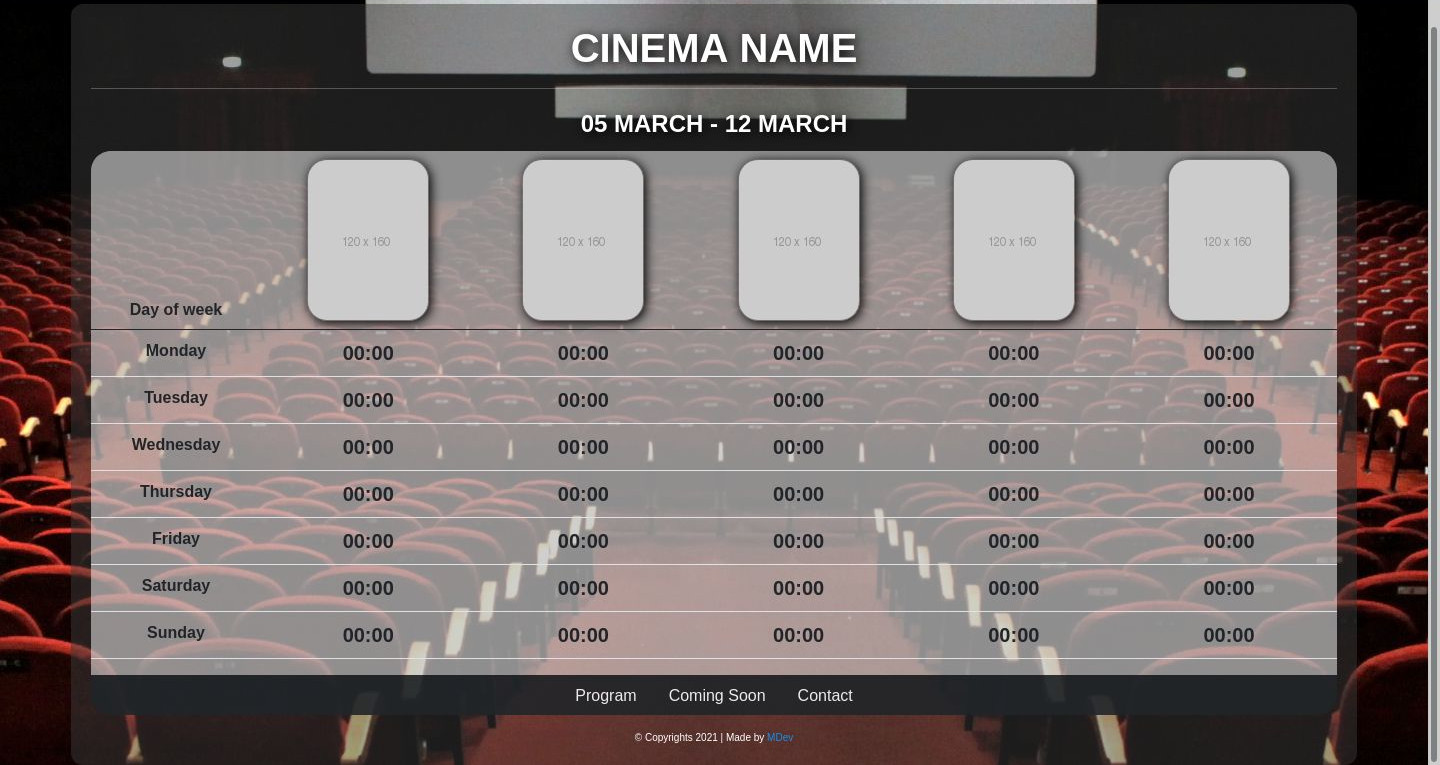 CINEMA NAME
05 MARCH - 12 MARCH
120 x 160 120 x 160 120 x 160 120 x 160 120 x 160
Day of week
Monday 00:00 00:00 00:00 00:00 00:00
Tuesday 00:00 00:00 00:00 00:00 00:00
Wednesday 00:00 00:00 00:00 00:00 00:00
Thursday 00:00 00:00 00:00 00:00 00:00
Friday 00:00 00:00 00:00 00:00 00:00
Saturday 00:00 00:00 00:00 00:00 00:00
Sunday 00:00 00:00 00:00 00:00 00:00
Program Coming Soon Contact
© Copyrights 2021 | Made by MDev